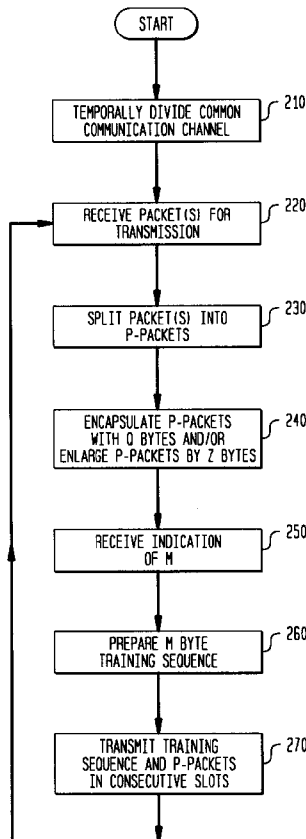 START
TEMPORALLY DIVIDE COMMON
COMMUNICATION CHANNEL
210
RECEIVE PACKET(S) FOR
TRANSMISSION
220
SPLIT PACKET(S) INTO
P-PACKETS
230
ENCAPSULATE P-PACKETS
WITH Q BYTES AND/OR
ENLARGE P-PACKETS BY Z BYTES
240
RECEIVE INDICATION
OF M
250
PREPARE M BYTE
TRAINING SEQUENCE
260
TRANSMIT TRAINING
SEQUENCE AND P-PACKETS
IN CONSECUTIVE SLOTS
270